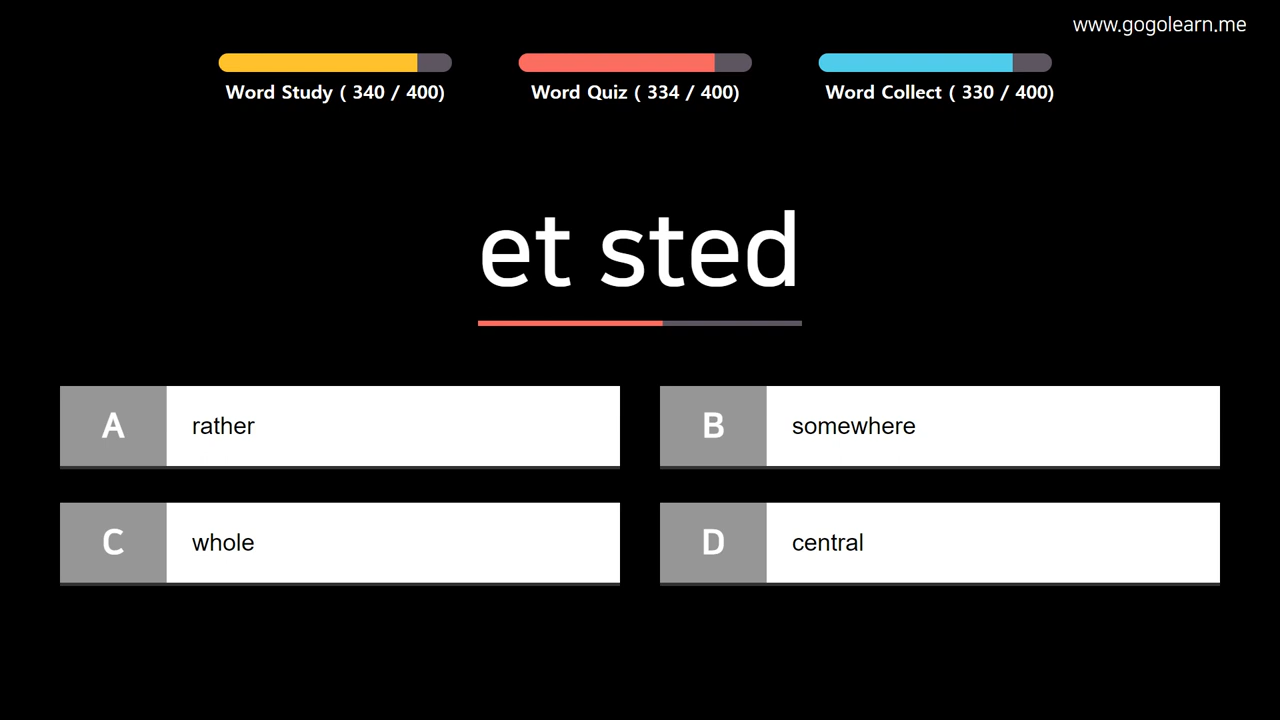 www.gogolearn.me
Word Study ( 340 / 400)
Word Quiz ( 334 / 400)
Word Collect ( 330 / 400)
et sted
A rather
B somewhere
C whole
D central